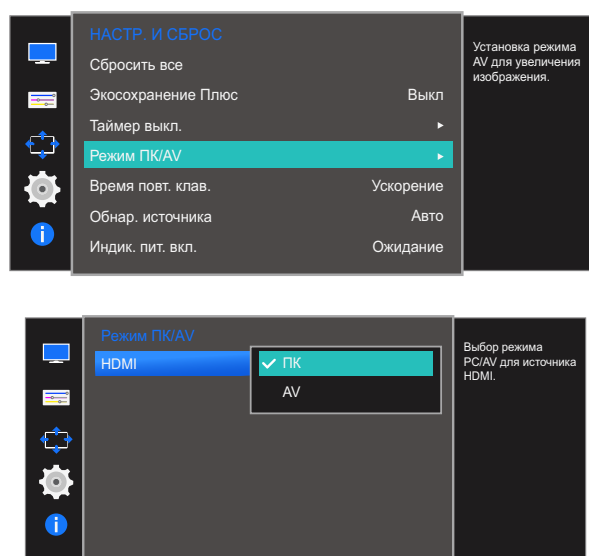 НАСТР. И СБРОС
Сбросить все
Экосохранение Плюс Выкл
Таймер выкл.
Режим ПК/AV
Время повт. клав. Ускорение
Обнар. источника Авто
Индик. пит. вкл. Ожидание
Установка режима
AV для увеличения
изображения.
Режим ПК/AV
HDMI ПК
AV
Выбор режима
PC/AV для источника
HDMI.